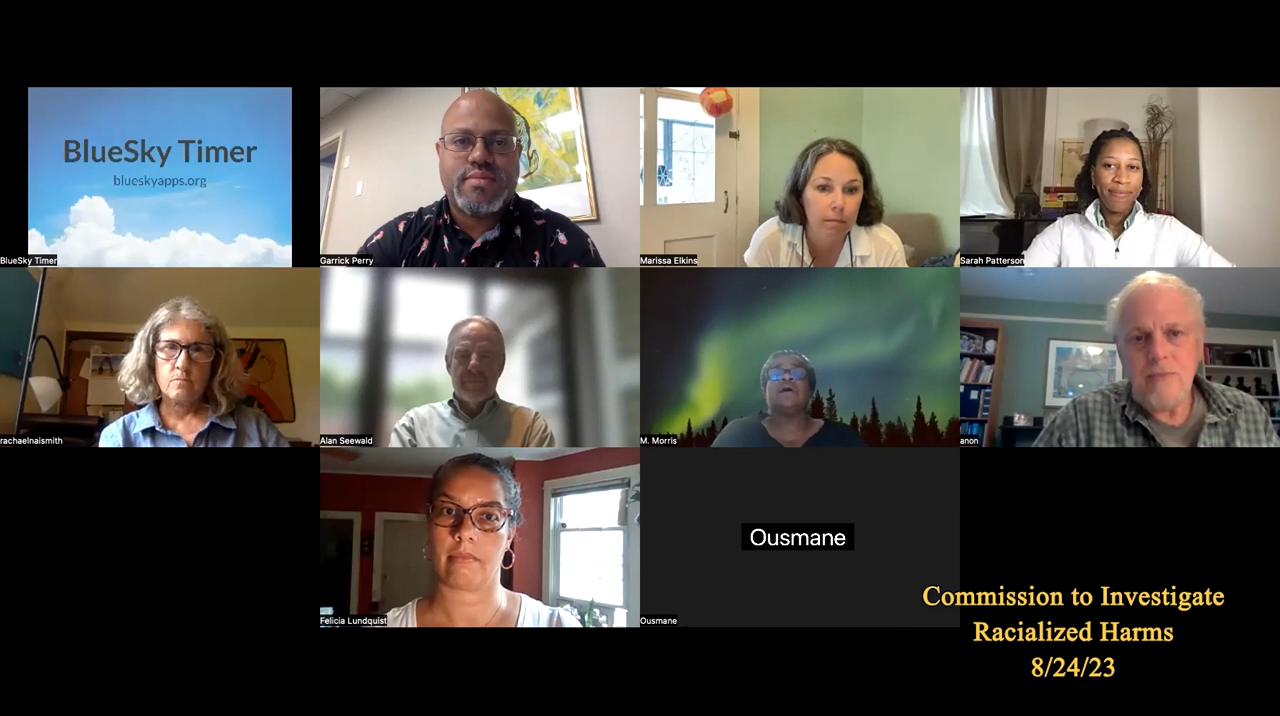 BlueSky Timer
blueskyapps.org
BlueSky Timer
Garrick Perry
Marissa Elkins
Sarah Patterson
rachaelnaismith
Alan Seewald
M. Morris
anon
Felicia Lundquist
Ousmane
Ousmane
Commission to Investigate
Racialized Harms
8/24/23